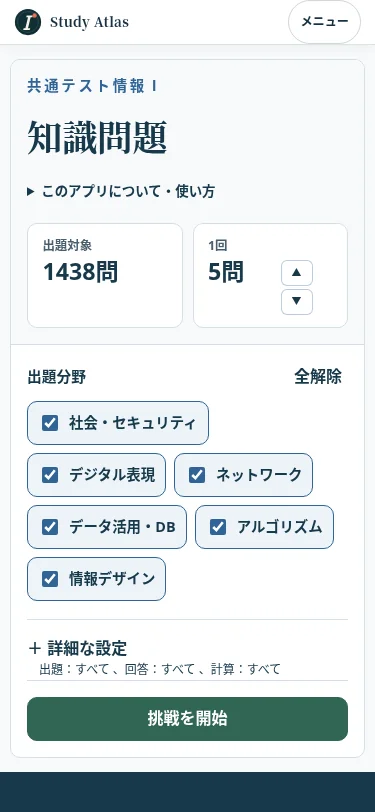 Study Atlas
メニュー
共通テスト情報 I
知識問題
▶ このアプリについて・使い方
出題対象
1438問
1回
5問
▲
▼
出題分野
全解除
社会・セキュリティ
デジタル表現
ネットワーク
データ活用・DB
アルゴリズム
情報デザイン
＋ 詳細な設定
出題：すべて 、回答：すべて 、計算：すべて
挑戦を開始